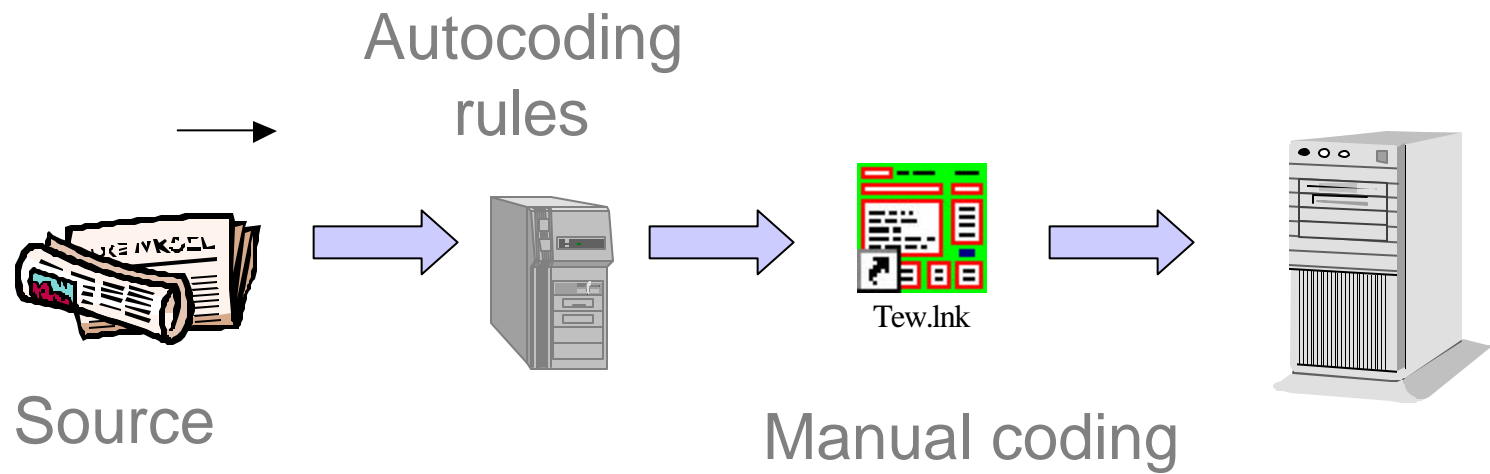 Autocoding
rules
Tew.lnk
Source
Manual coding